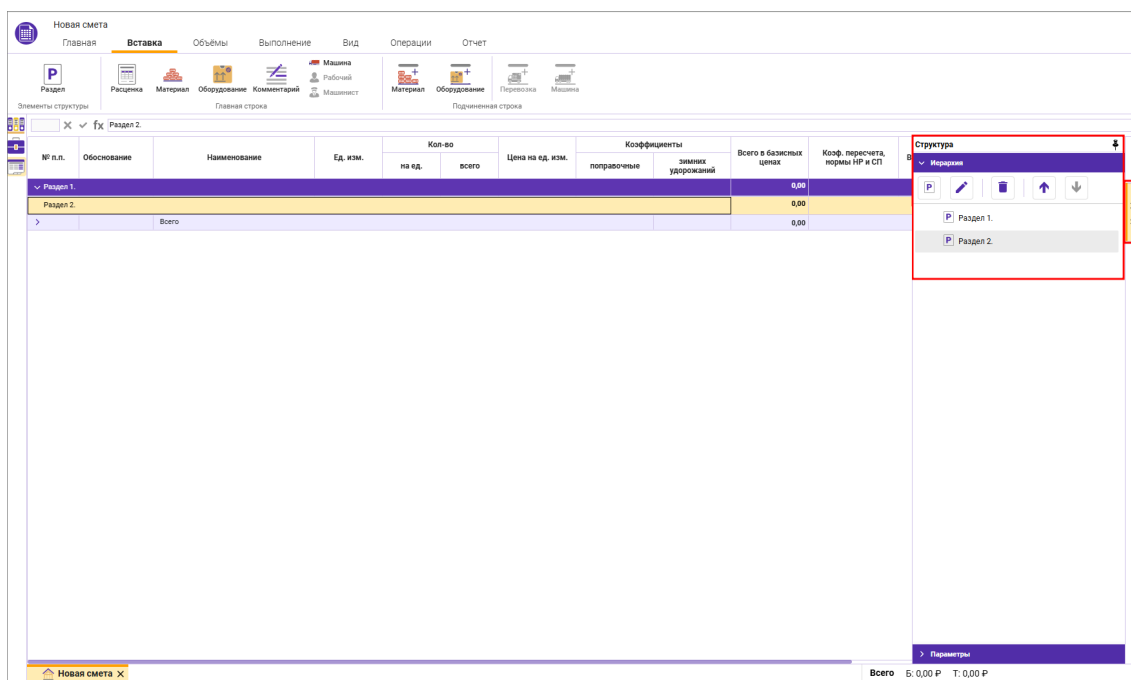 Новая смета
Главная Вставка Объёмы Выполнение Вид Операции Отчет
Р Раздел
Расценка Материал Оборудование Комментарий
Машина
Рабочий
Машинист
Материал Оборудование Перевозка Машина
Элементы структуры Главная строка Подчиненная строка
fx Раздел 2.
№ п.п. Обоснование Наименование Ед. изм. Кол-во Цена на ед. изм. Коэффициенты Всего в базисных ценах Коэф. пересчета, нормы НР и СП В
на ед. всего поправочные зимних удорожаний
Раздел 1. 0,00
Раздел 2. 0,00
Всего 0,00
Структура
Иерархия
Р
Р Раздел 1.
Р Раздел 2.
Параметры
Новая смета Всего Б: 0,00 ₽ Т: 0,00 ₽